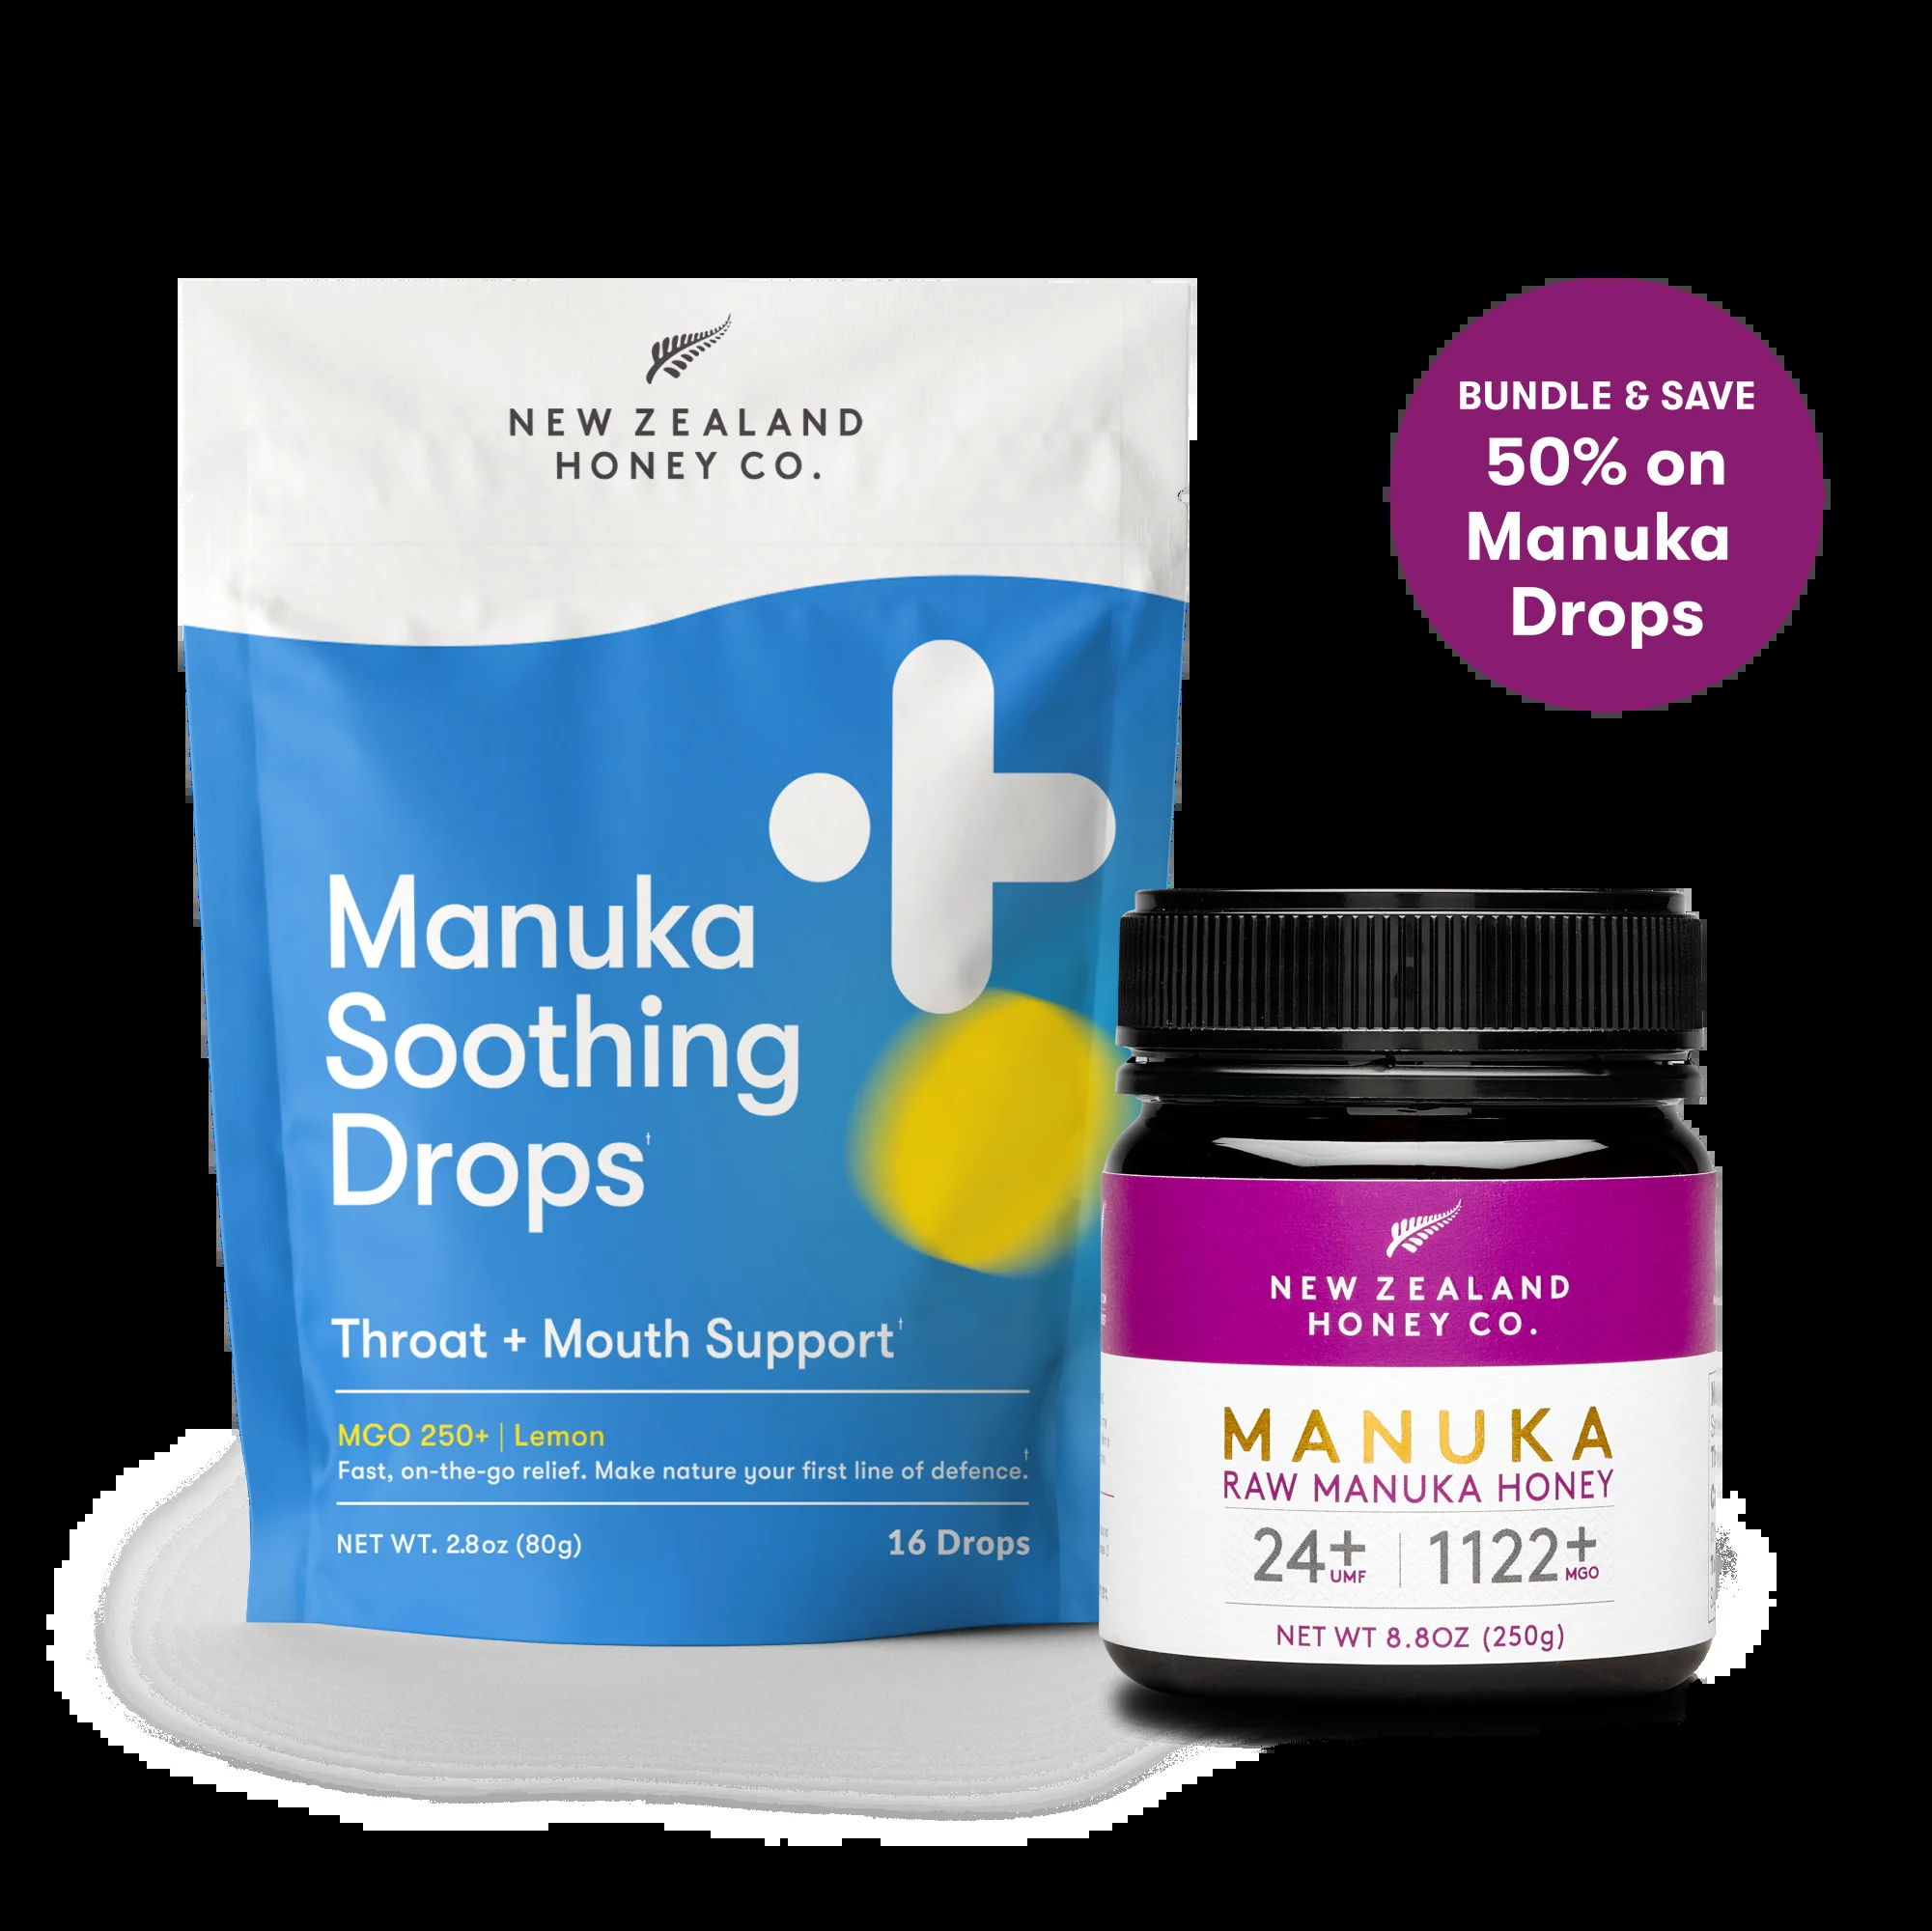 NEW ZEALAND
HONEY CO.
Manuka
Soothing
Drops†
Throat + Mouth Support†
MGO 250+ | Lemon
Fast, on-the-go relief. Make nature your first line of defence.†
NET WT. 2.8oz (80g)
16 Drops
BUNDLE & SAVE
50% on
Manuka
Drops
NEW ZEALAND
HONEY CO.
MANUKA
RAW MANUKA HONEY
24+ UMF | 1122+ MGO
NET WT 8.8OZ (250g)